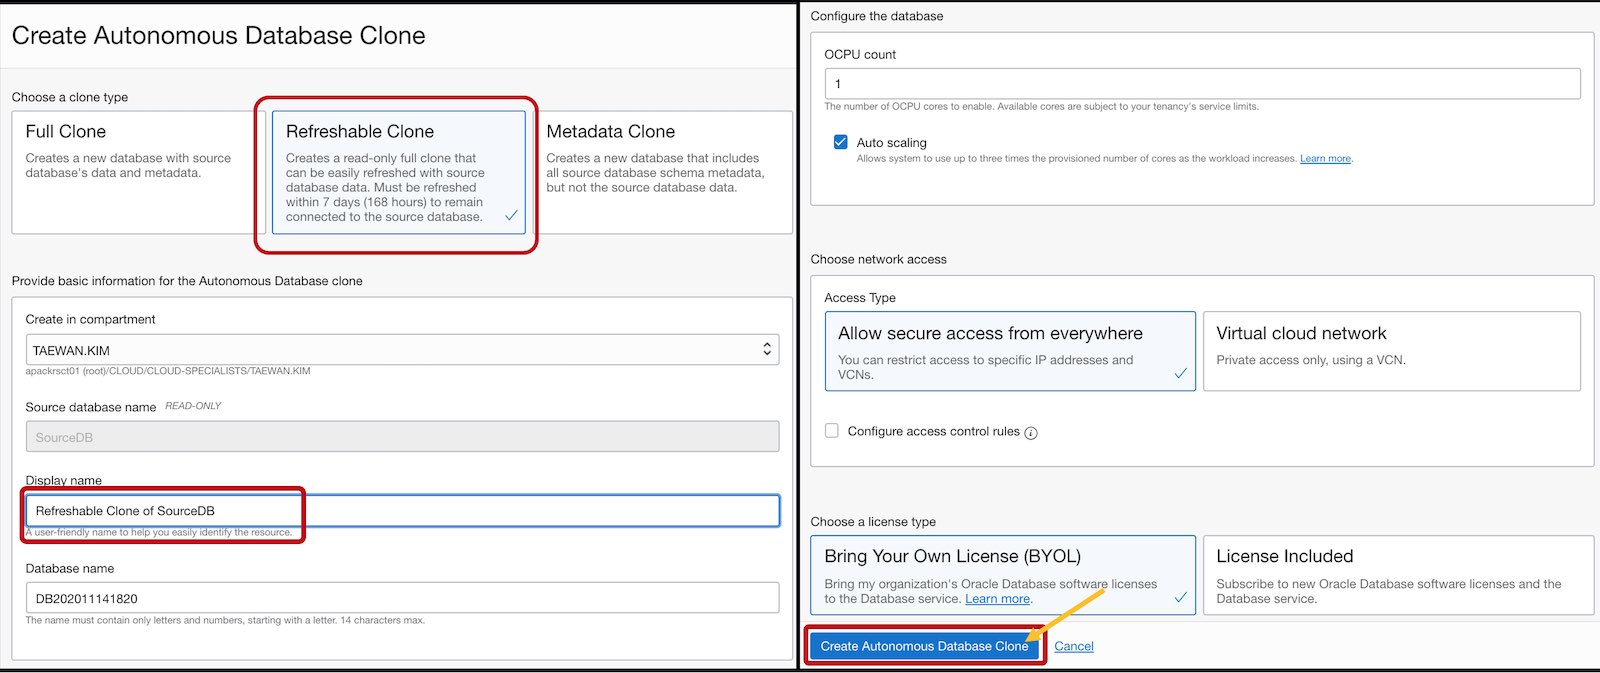 Create Autonomous Database Clone
Choose a clone type
Full Clone
Creates a new database with source
database's data and metadata.
Refreshable Clone
Creates a read-only full clone that
can be easily refreshed with source
database data. Must be refreshed
within 7 days (168 hours) to remain
connected to the source database.
Metadata Clone
Creates a new database that includes
all source database schema metadata,
but not the source database data.
Provide basic information for the Autonomous Database clone
Create in compartment
TAEWAN.KIM
apackrsct01 (root)/CLOUD/CLOUD-SPECIALISTS/TAEWAN.KIM
Source database name READ-ONLY
SourceDB
Display name
Refreshable Clone of SourceDB
A user-friendly name to help you easily identify the resource.
Database name
DB202011141820
The name must contain only letters and numbers, starting with a letter. 14 characters max.
Configure the database
OCPU count
1
The number of OCPU cores to enable. Available cores are subject to your tenancy's service limits.
Auto scaling
Allows system to use up to three times the provisioned number of cores as the workload increases. Learn more.
Choose network access
Access Type
Allow secure access from everywhere
You can restrict access to specific IP addresses and
VCNs.
Virtual cloud network
Private access only, using a VCN.
Configure access control rules
Choose a license type
Bring Your Own License (BYOL)
Bring my organization's Oracle Database software licenses
to the Database service. Learn more.
License Included
Subscribe to new Oracle Database software licenses and the
Database service.
Create Autonomous Database Clone
Cancel